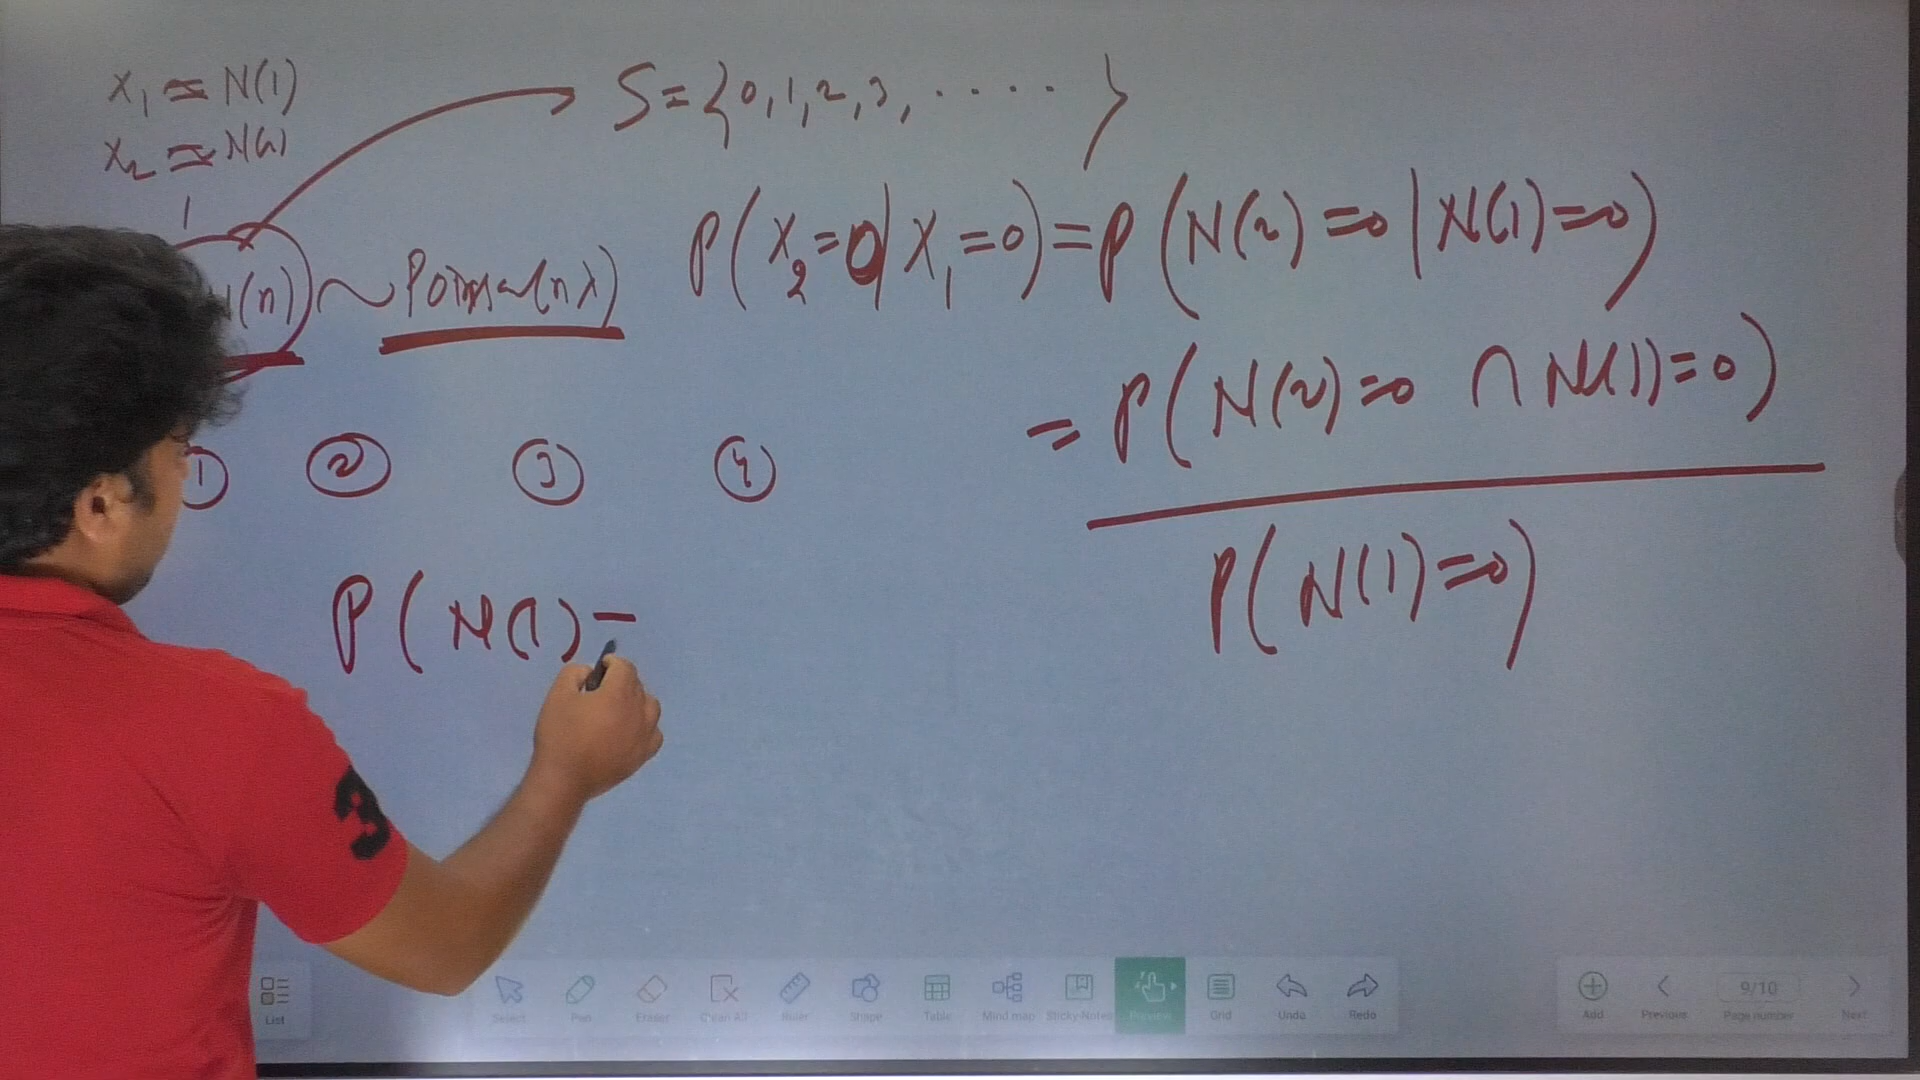 X₁ ≈ N(1)
X₂ ≈ N(2)
S = {0, 1, 2, 3, ....... }
(n) ~ Poisson(nλ)
P(X₂=0 | X₁=0) = P(N(2)=0 | N(1)=0)
= P(N(2)=0 ∩ N(1)=0)
P(N(1)=0)
① ② ③ ④
P(N(1)=
3
List
Select Pen Eraser Clean All Ruler Shape Table Mind map Sticky Notes Preview Grid Undo Redo
Add Previous 9/10 Page number Next